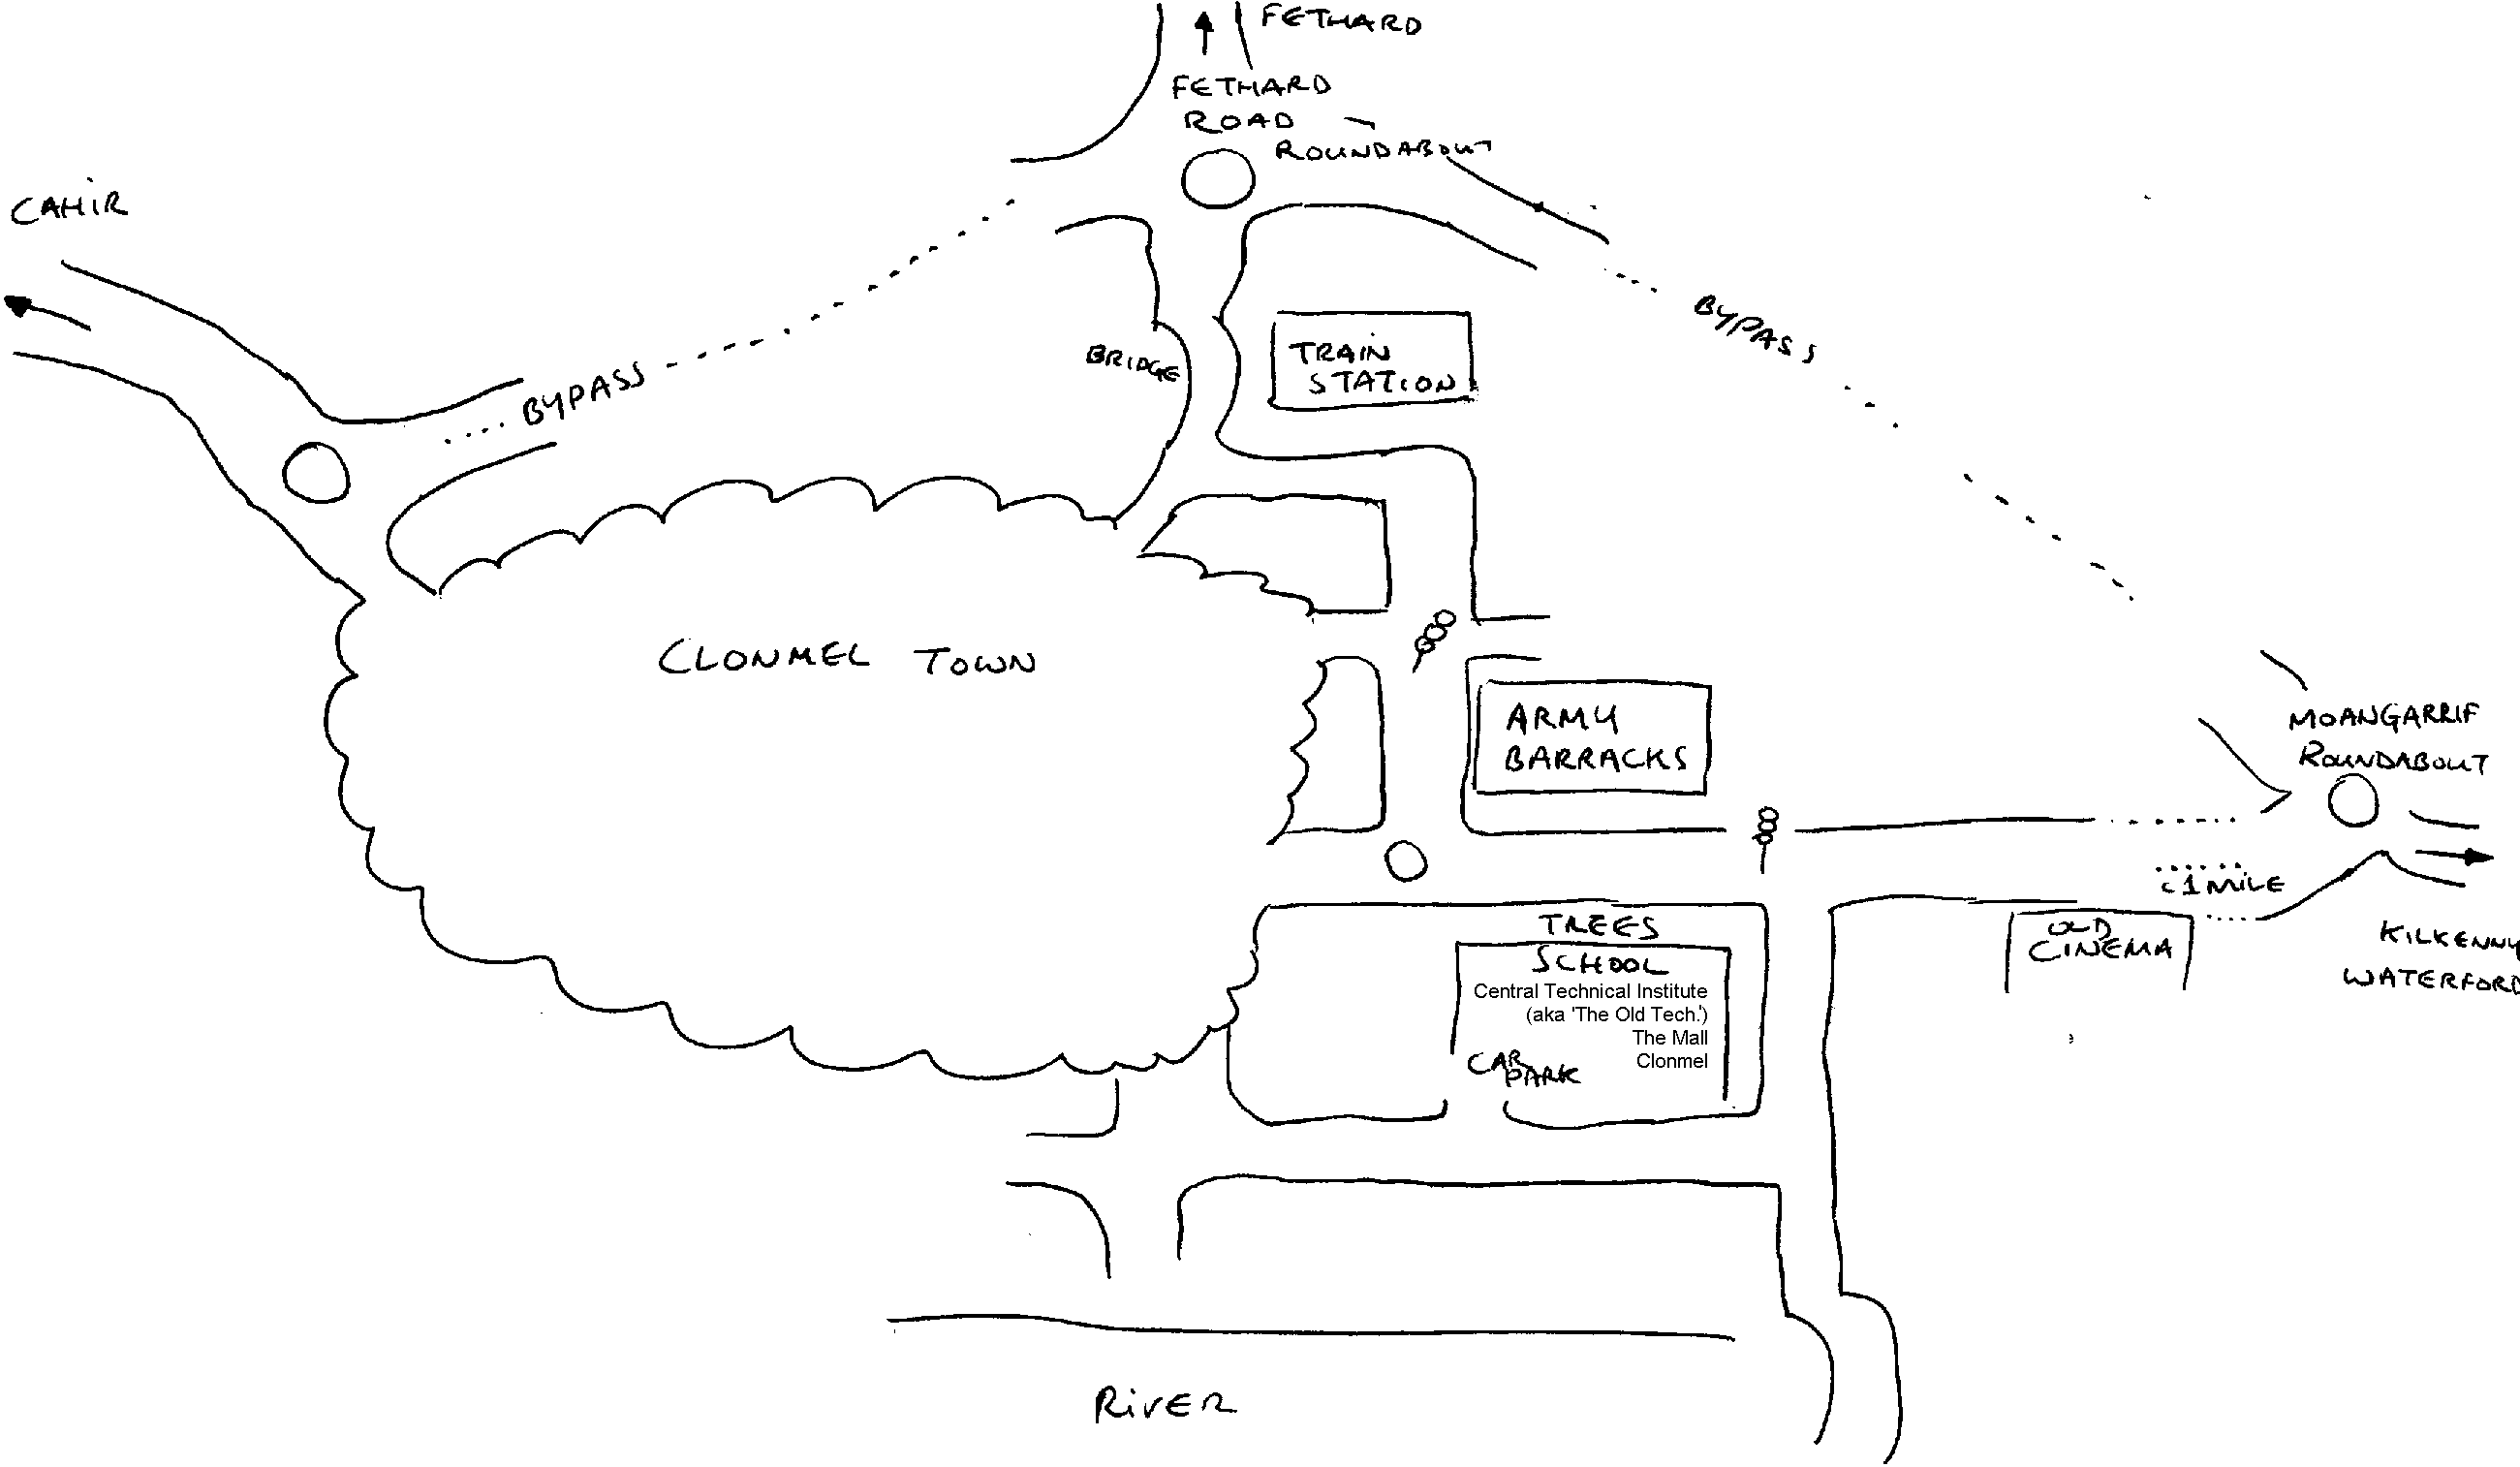 FETHARD
FETHARD
ROAD
ROUNDABOUT
CAHIR
BYPASS
BRIDGE
TRAIN
STATION
BYPASS
CLONMEL TOWN
ARMY
BARRACKS
MOANGARRIF
ROUNDABOUT
c1 MILE
TREES
SCHOOL
Central Technical Institute
(aka 'The Old Tech.')
The Mall
Clonmel
CAR
PARK
OLD
CINEMA
KILKENNY
WATERFORD
RIVER